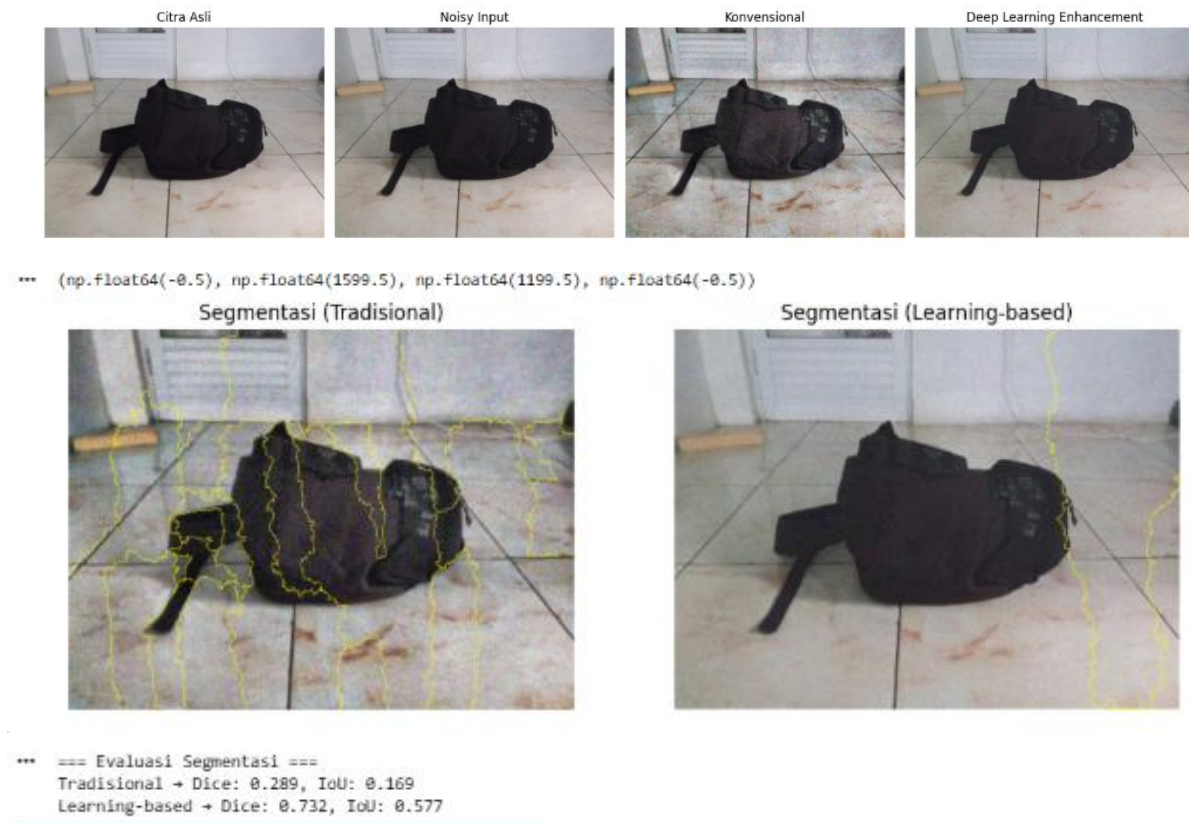 Citra Asli
Noisy Input
Konvensional
Deep Learning Enhancement
... (np.float64(-0.5), np.float64(1599.5), np.float64(1199.5), np.float64(-0.5))
Segmentasi (Tradisional)
Segmentasi (Learning-based)
... === Evaluasi Segmentasi ===
Tradisional → Dice: 0.289, IoU: 0.169
Learning-based → Dice: 0.732, IoU: 0.577